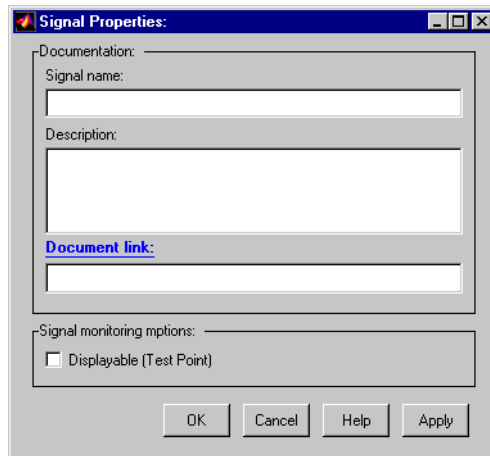 Signal Properties:
Documentation:
Signal name:
Description:
Document link:
Signal monitoring mptions:
Displayable (Test Point)
OK Cancel Help Apply